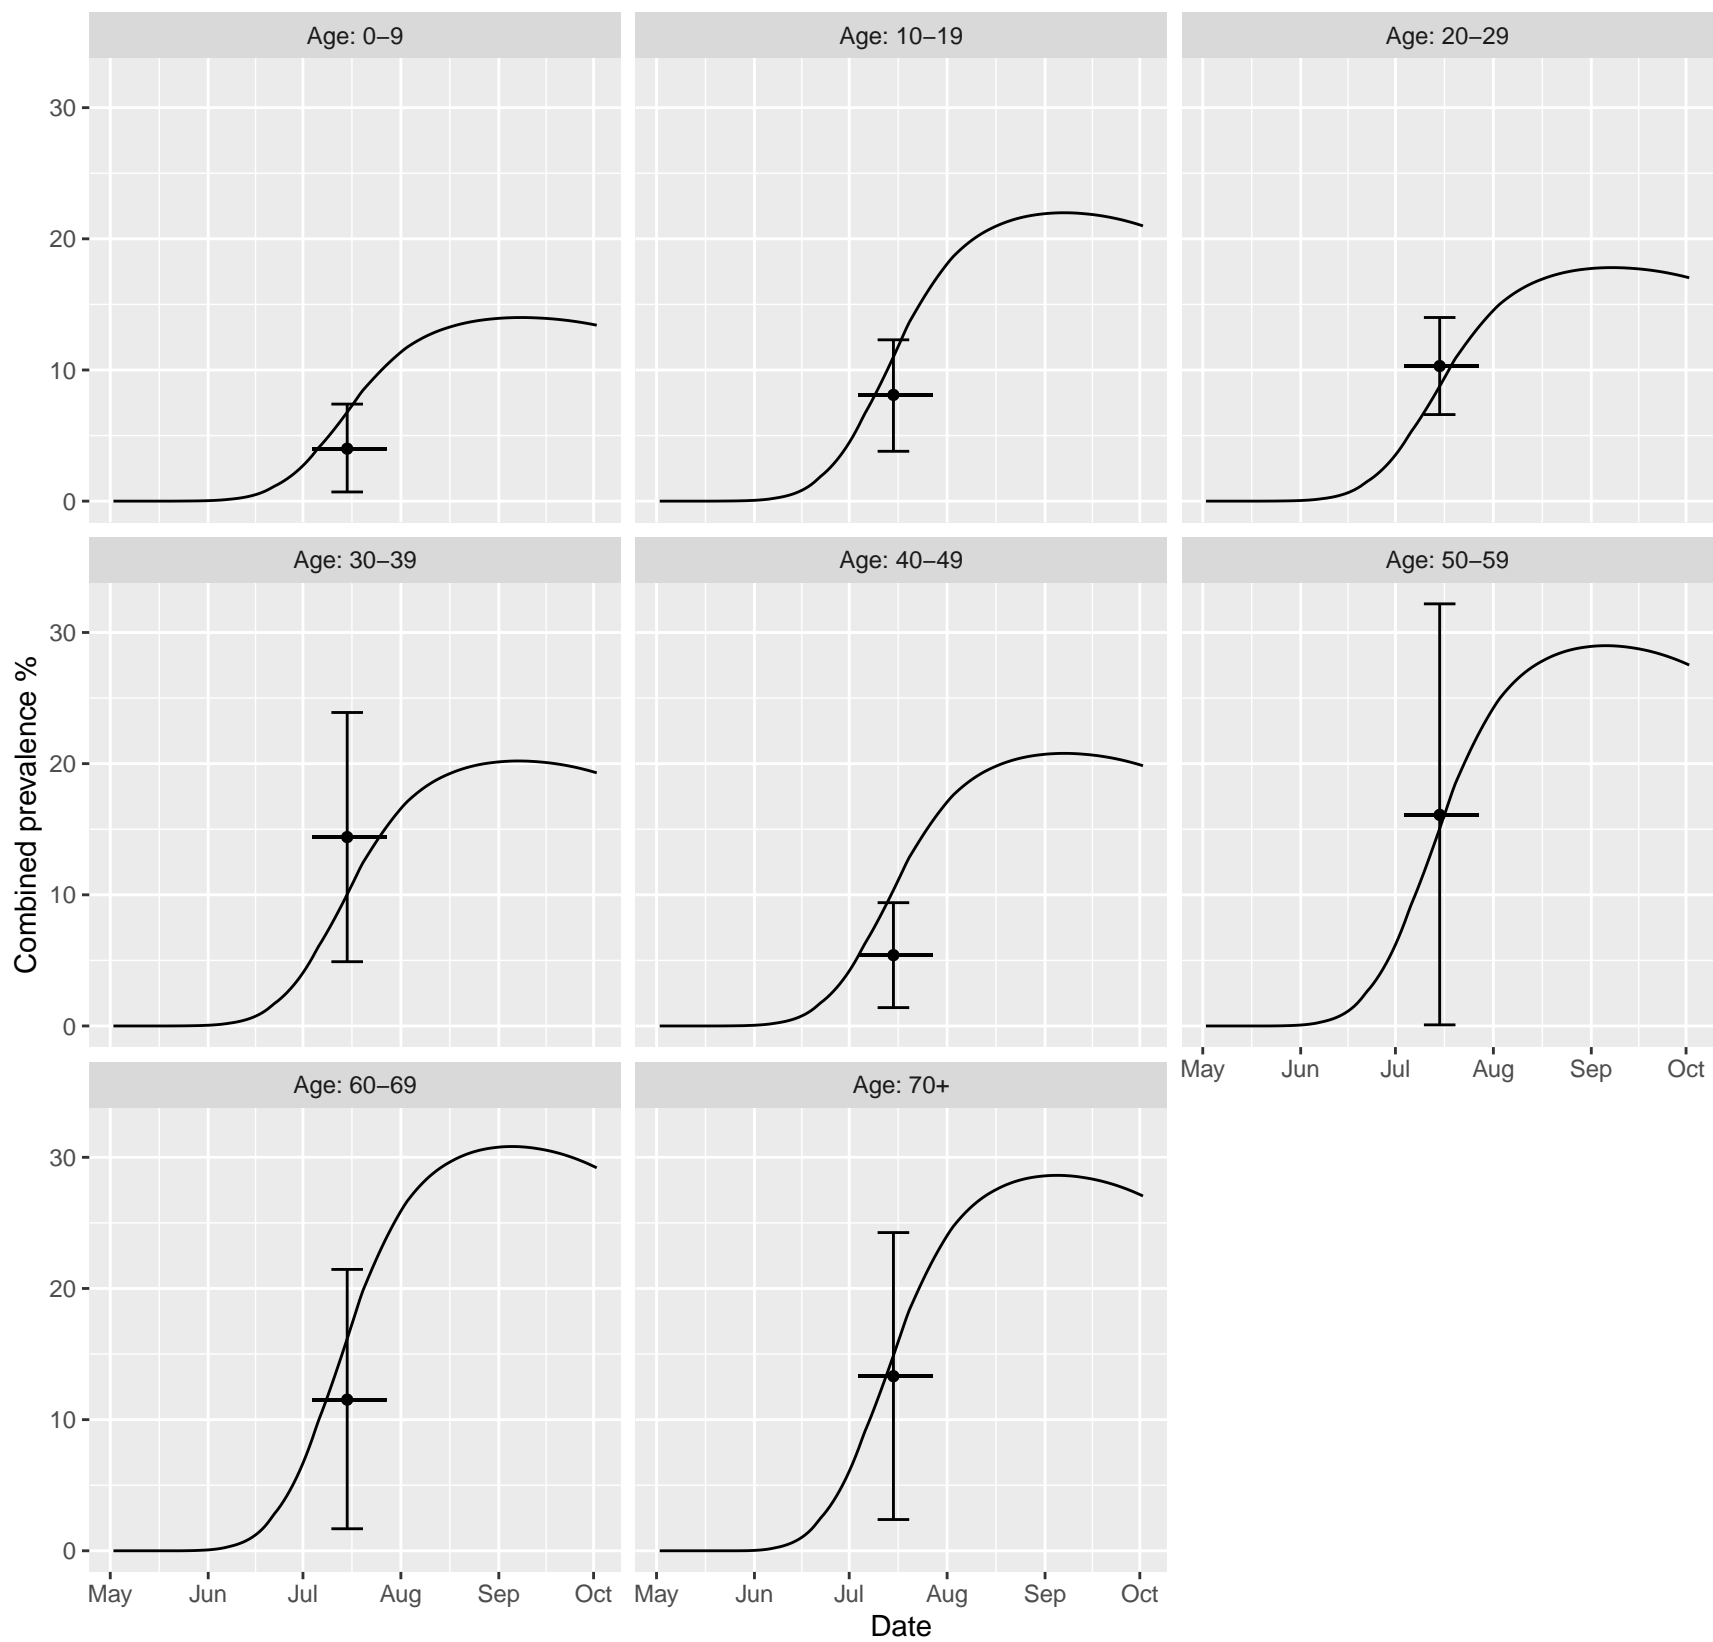 Age: 0–9
Age: 10–19
Age: 20–29
30
20
10
0
Age: 30–39
Age: 40–49
Age: 50–59
Combined prevalence %
30
20
10
0
May Jun Jul Aug Sep Oct
Age: 60–69
Age: 70+
30
20
10
0
May Jun Jul Aug Sep Oct
May Jun Jul Aug Sep Oct
Date